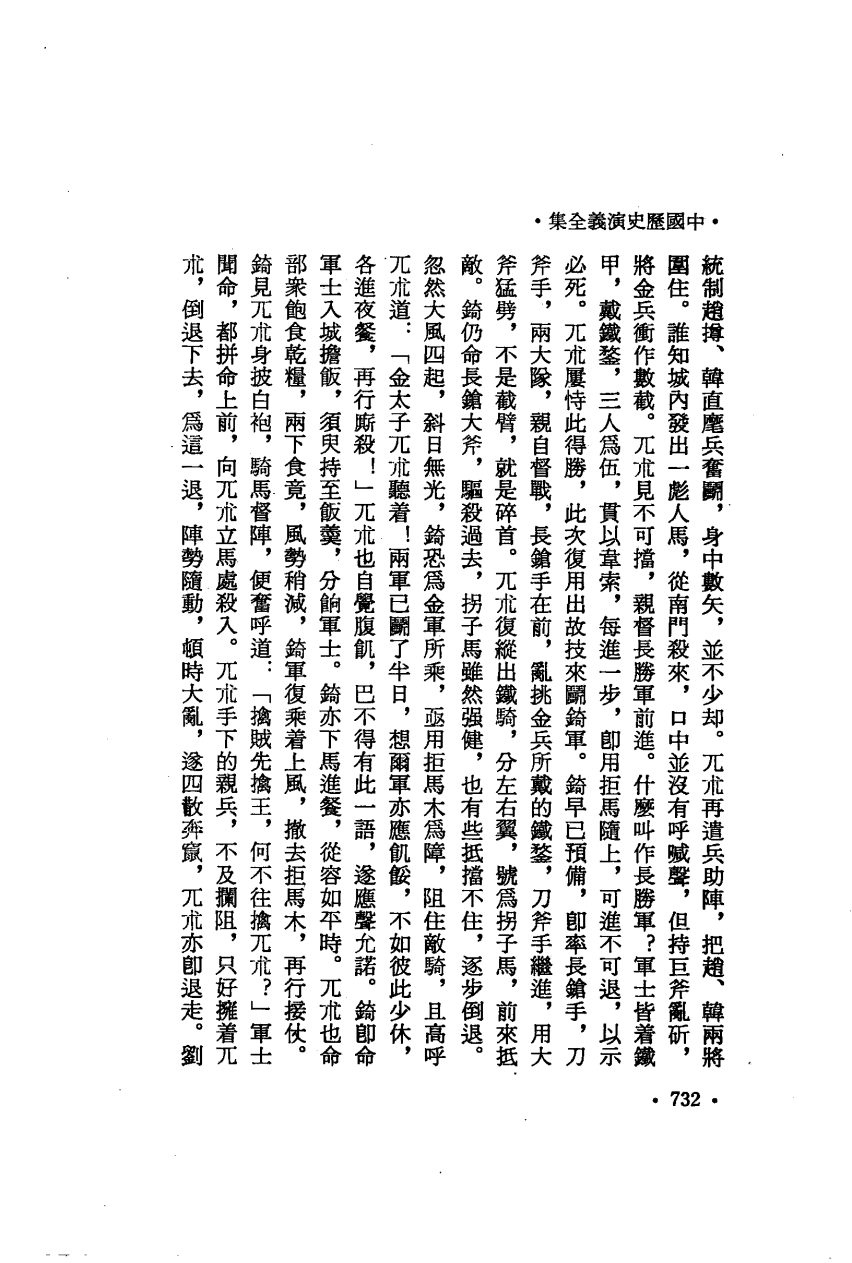 ·中國歷史演義全集·
統制趙撙、韓直麾兵奮鬭，身中數矢，並不少却。兀朮再遣兵助陣，把趙、韓兩將
圍住。誰知城內發出一彪人馬，從南門殺來，口中並沒有呼喊聲，但持巨斧亂斫，
將金兵衝作數截。兀朮見不可擋，親督長勝軍前進。什麼叫作長勝軍？軍士皆着鐵
甲，戴鐵鍪，三人爲伍，貫以韋索，每進一步，卽用拒馬隨上，可進不可退，以示
必死。兀朮屢恃此得勝，此次復用出故技來鬭錡軍。錡早已預備，卽率長鎗手，刀
斧手，兩大隊，親自督戰，長鎗手在前，亂挑金兵所戴的鐵鍪，刀斧手繼進，用大
斧猛劈，不是截臂，就是碎首。兀朮復縱出鐵騎，分左右翼，號爲拐子馬，前來抵
敵。錡仍命長鎗大斧，驅殺過去，拐子馬雖然强健，也有些抵擋不住，逐步倒退。
忽然大風四起，斜日無光，錡恐爲金軍所乘，亟用拒馬木爲障，阻住敵騎，且高呼
兀朮道：「金太子兀朮聽着！兩軍已鬭了半日，想爾軍亦應飢餒，不如彼此少休，
各進夜餐，再行廝殺！」兀朮也自覺腹飢，巴不得有此一語，遂應聲允諾。錡卽命
軍士入城擔飯，須臾持至飯羹，分餉軍士。錡亦下馬進餐，從容如平時。兀朮也命
部衆飽食乾糧，兩下食竟，風勢稍減，錡軍復乘着上風，撤去拒馬木，再行接仗。
錡見兀朮身披白袍，騎馬督陣，便奮呼道：「擒賊先擒王，何不往擒兀朮？」軍士
聞命，都拼命上前，向兀朮立馬處殺入。兀朮手下的親兵，不及攔阻，只好擁着兀
朮，倒退下去，爲這一退，陣勢隨動，頓時大亂，遂四散奔竄，兀朮亦卽退走。劉
·732·